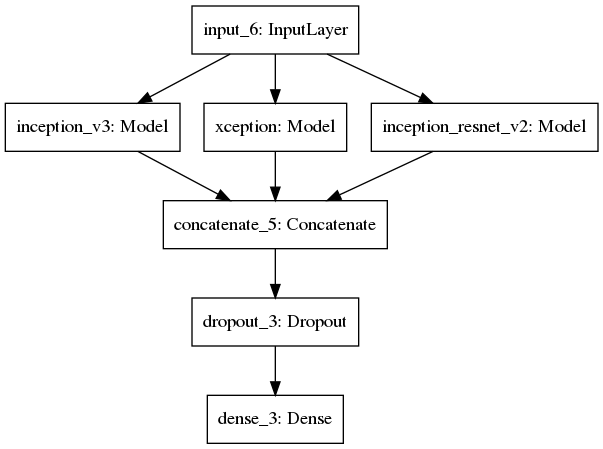 input_6: InputLayer
inception_v3: Model
xception: Model
inception_resnet_v2: Model
concatenate_5: Concatenate
dropout_3: Dropout
dense_3: Dense